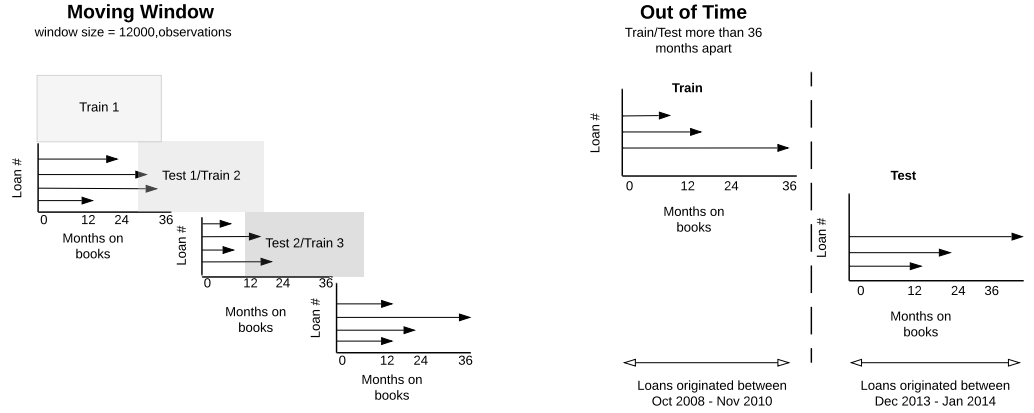 Moving Window
window size = 12000,observations
Train 1
Loan #
Test 1/Train 2
0 12 24 36
Months on
books
Loan #
Test 2/Train 3
0 12 24 36
Months on
books
Loan #
0 12 24 36
Months on
books
Out of Time
Train/Test more than 36
months apart
Train
Loan #
0 12 24 36
Months on
books
Test
Loan #
0 12 24 36
Months on
books
Loans originated between
Oct 2008 - Nov 2010
Loans originated between
Dec 2013 - Jan 2014